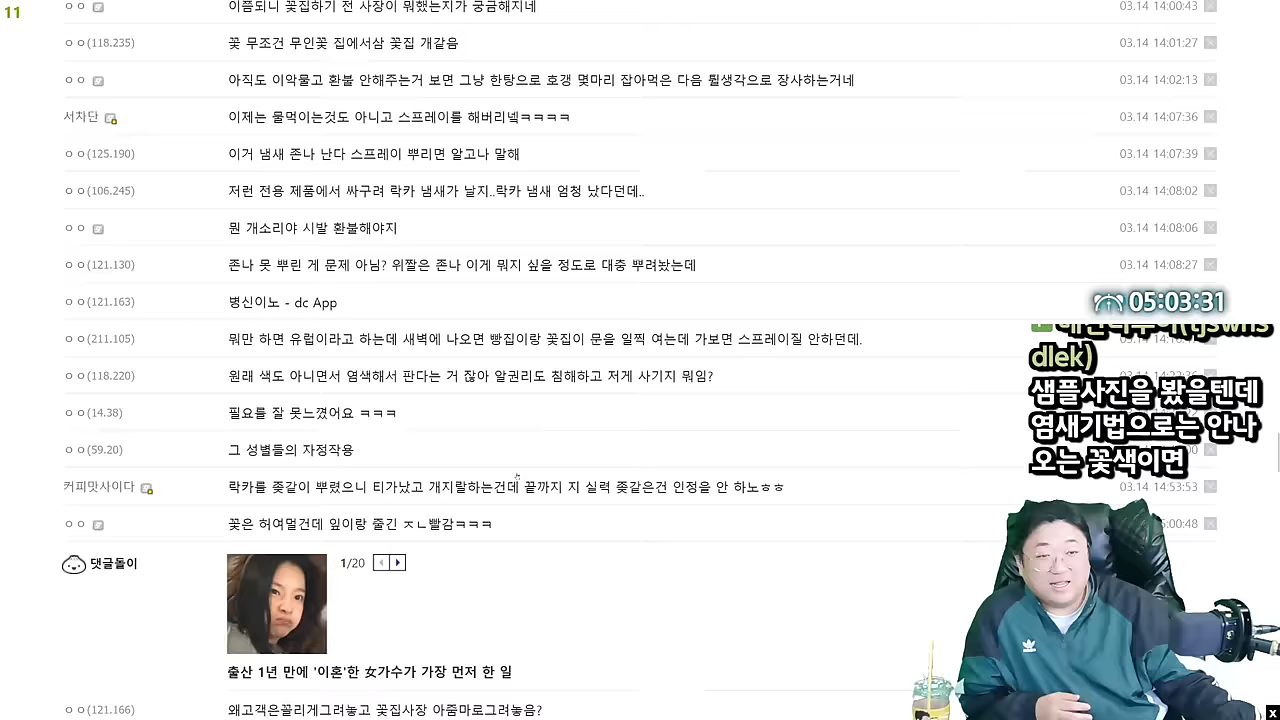 11
이쯤되니 꽃집하기 전 사장이 뭐했는지가 궁금해지네
03.14 14:00:43
ㅇㅇ(118.235)
꽃 무조건 무인꽃 집에서삼 꽃집 개같음
03.14 14:01:27
ㅇㅇ
아직도 이악물고 환불 안해주는거 보면 그냥 한탕으로 호갱 몇마리 잡아먹은 다음 튈생각으로 장사하는거네
03.14 14:02:13
서차단
이제는 물먹이는것도 아니고 스프레이를 해버리넼ㅋㅋㅋㅋ
03.14 14:07:36
ㅇㅇ(125.190)
이거 냄새 존나 난다 스프레이 뿌리면 알고나 말해
03.14 14:07:39
ㅇㅇ(106.245)
저런 전용 제품에서 싸구려 락카 냄새가 날지..락카 냄새 엄청 났다던데..
03.14 14:08:02
ㅇㅇ
뭔 개소리야 시발 환불해야지
03.14 14:08:06
ㅇㅇ(121.130)
존나 못 뿌린 게 문제 아님? 위짤은 존나 이게 뭐지 싶을 정도로 대충 뿌려놨는데
03.14 14:08:27
ㅇㅇ(121.163)
병신이노 - dc App
05:03:31
ㅇㅇ(211.105)
뭐만 하면 유럽이라고 하는데 새벽에 나오면 빵집이랑 꽃집이 문을 일찍 여는데 가보면 스프레이질 안하던데.
dlek)
ㅇㅇ(118.220)
원래 색도 아니면서 염색해서 판다는 거 잖아 알권리도 침해하고 저게 사기지 뭐임?
샘플사진을 봤을텐데
ㅇㅇ(14.38)
필요를 잘 못느꼈어요 ㅋㅋㅋ
염새기법으로는 안나
ㅇㅇ(59.20)
그 성별들의 자정작용
오는 꽃색이면
커피맛사이다
락카를 좆같이 뿌렸으니 티가났고 개지랄하는건데 끝까지 지 실력 좆같은건 인정을 안 하노ㅎㅎ
03.14 14:53:53
ㅇㅇ
꽃은 허여멀건데 잎이랑 줄긴 ㅈㄴ빨감ㅋㅋㅋ
댓글돌이
1/20
출산 1년 만에 '이혼'한 女가수가 가장 먼저 한 일
ㅇㅇ(121.166)
왜고객은꼴리게그려놓고 꽃집사장 아줌마로그려놓음?